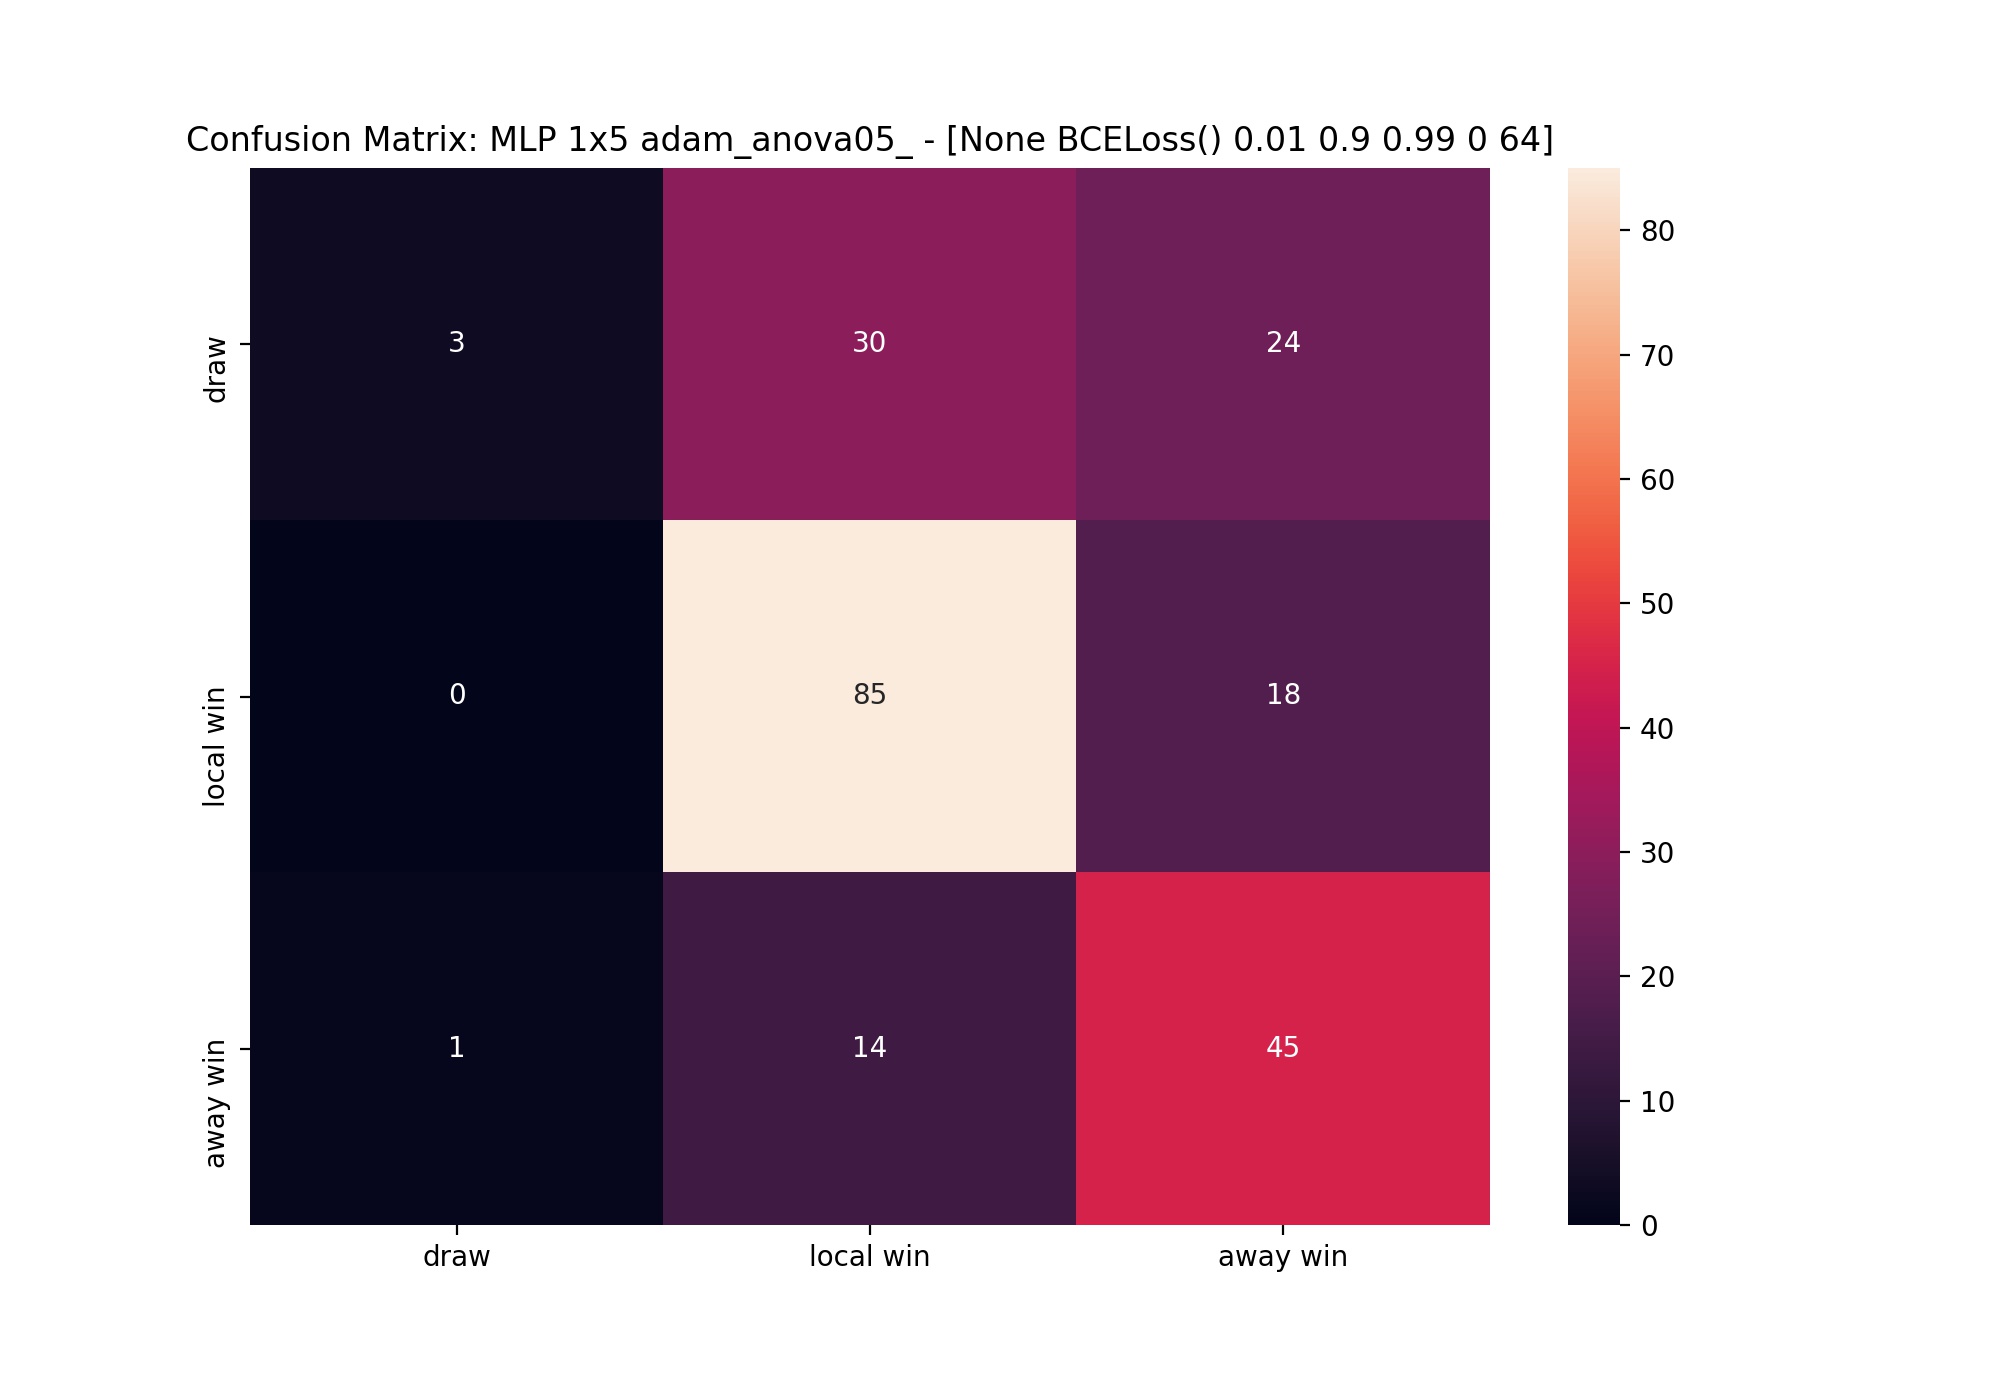 Confusion Matrix: MLP 1x5 adam_anova05_ - [None BCELoss() 0.01 0.9 0.99 0 64]
draw
3
30
24
local win
0
85
18
away win
1
14
45
draw
local win
away win
80
70
60
50
40
30
20
10
0